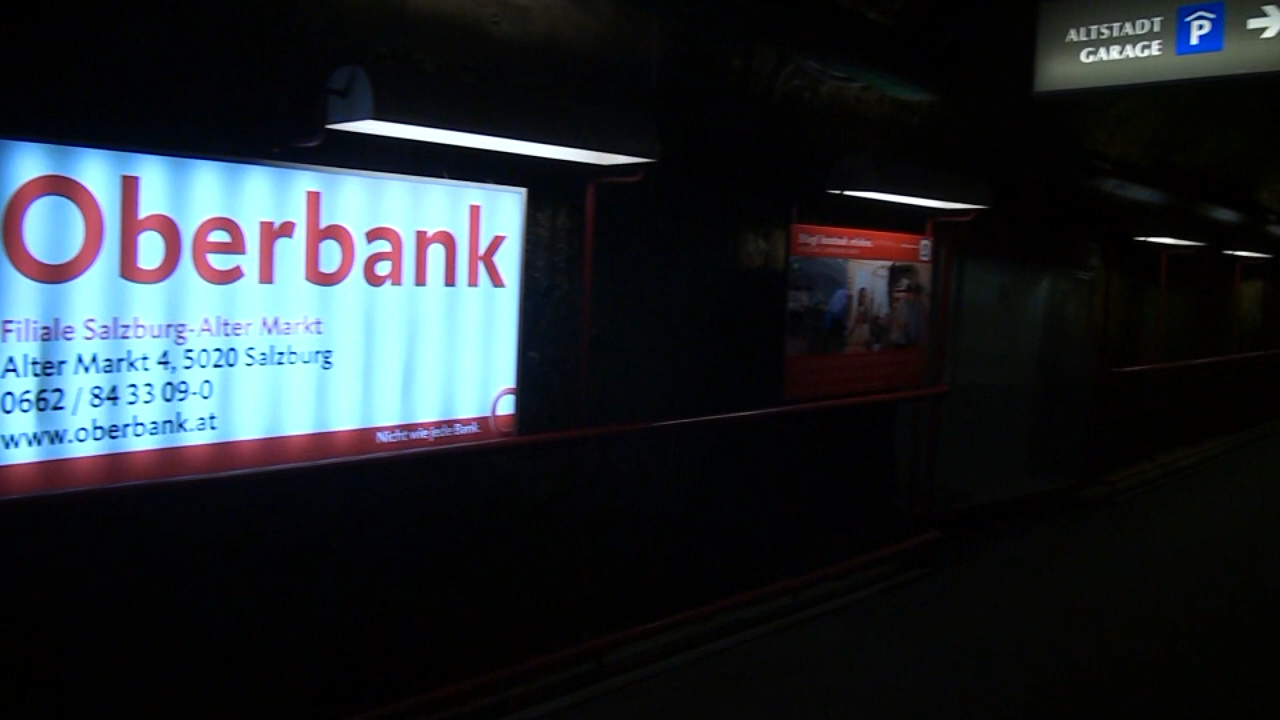 Oberbank
Filiale Salzburg-Alter Markt
Alter Markt 4, 5020 Salzburg
0662 / 84 33 09-0
www.oberbank.at
Nicht wie jede Bank.
ALTSTADT
GARAGE
P